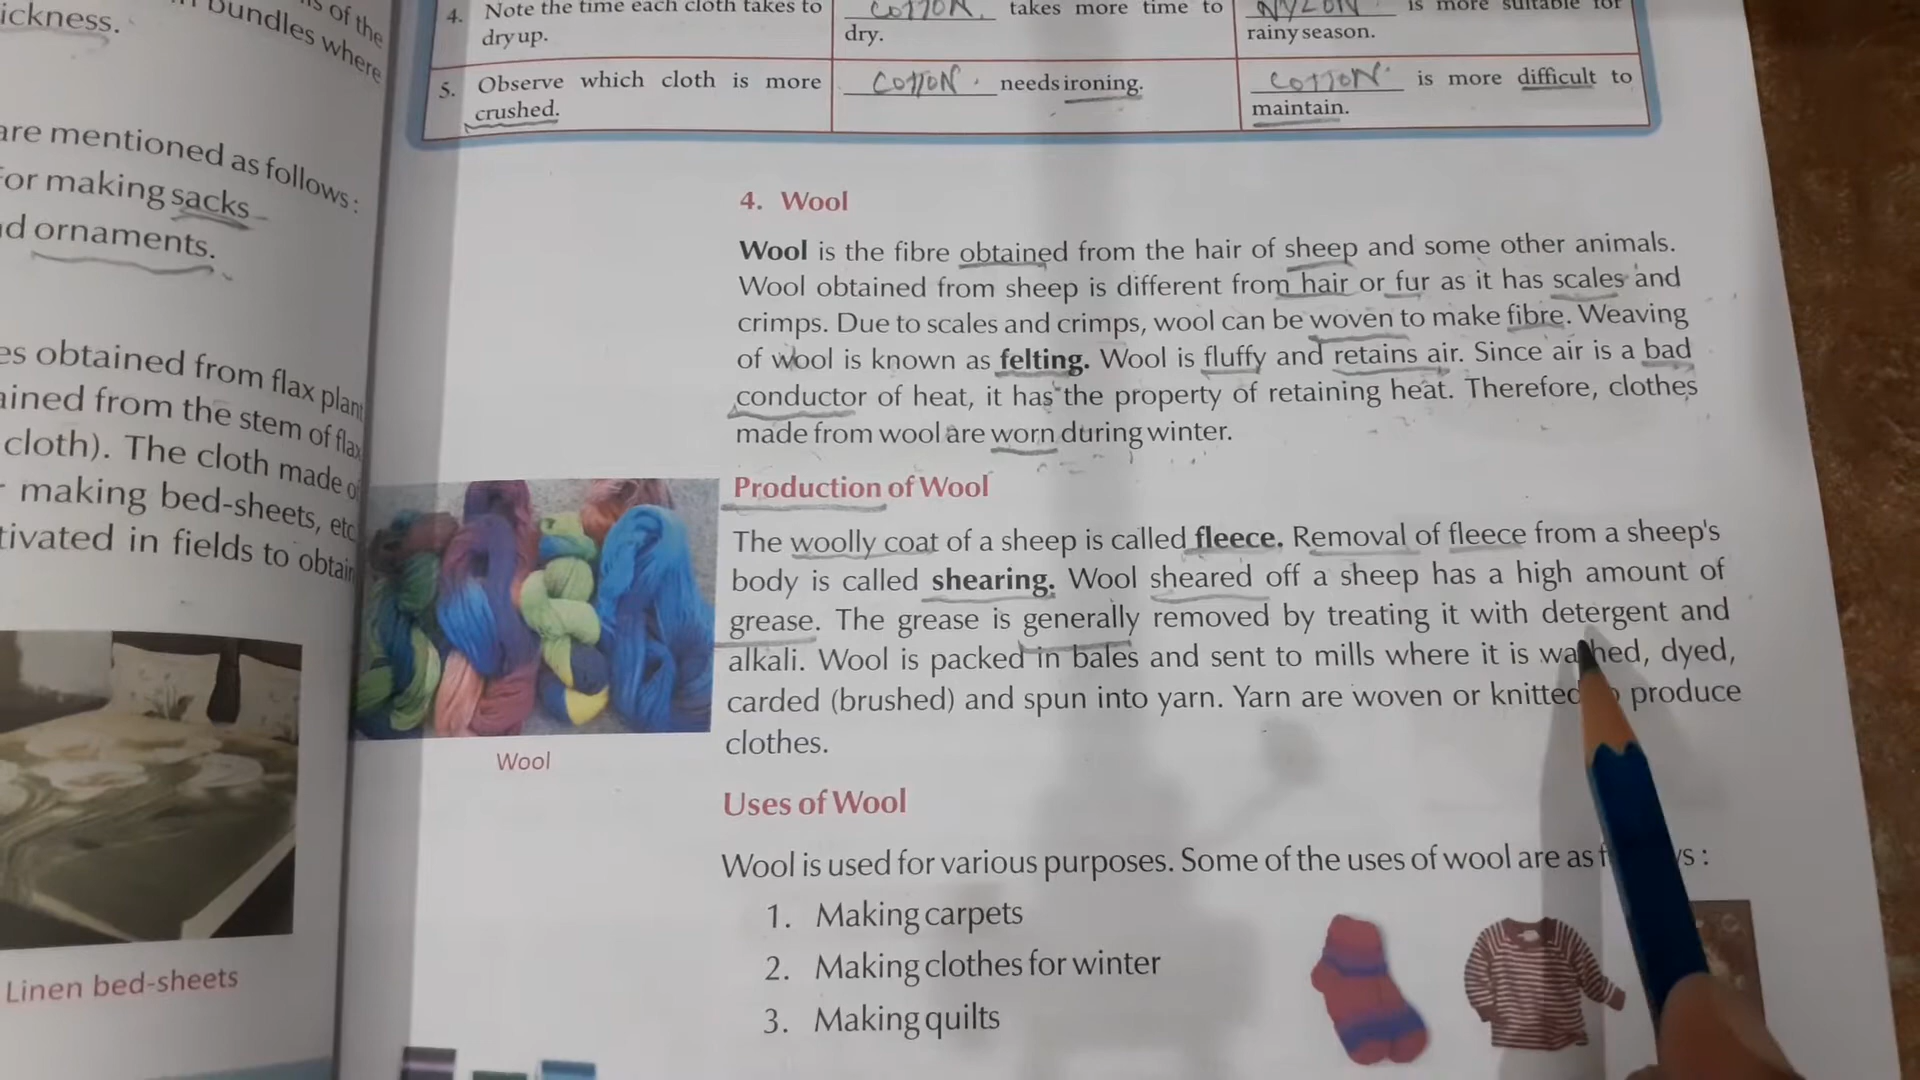 ickness.
bundles where
of the
are mentioned as follows :
for making sacks
nd ornaments.
es obtained from flax plant
ained from the stem of flax
cloth). The cloth made
making bed-sheets, etc
tivated in fields to obtain
Linen bed-sheets
4. Note the time each cloth takes to
dry up.
COTTON takes more time to
dry.
NYLON is more suitable for
rainy season.
5. Observe which cloth is more
crushed.
COTTON needs ironing.
COTTON is more difficult to
maintain.
4. Wool
Wool is the fibre obtained from the hair of sheep and some other animals.
Wool obtained from sheep is different from hair or fur as it has scales and
crimps. Due to scales and crimps, wool can be woven to make fibre. Weaving
of wool is known as felting. Wool is fluffy and retains air. Since air is a bad
conductor of heat, it has the property of retaining heat. Therefore, clothes
made from wool are worn during winter.
Production of Wool
The woolly coat of a sheep is called fleece. Removal of fleece from a sheep's
body is called shearing. Wool sheared off a sheep has a high amount of
grease. The grease is generally removed by treating it with detergent and
alkali. Wool is packed in bales and sent to mills where it is washed, dyed,
carded (brushed) and spun into yarn. Yarn are woven or knitted produce
clothes.
Wool
Uses of Wool
Wool is used for various purposes. Some of the uses of wool are as :
1. Making carpets
2. Making clothes for winter
3. Making quilts